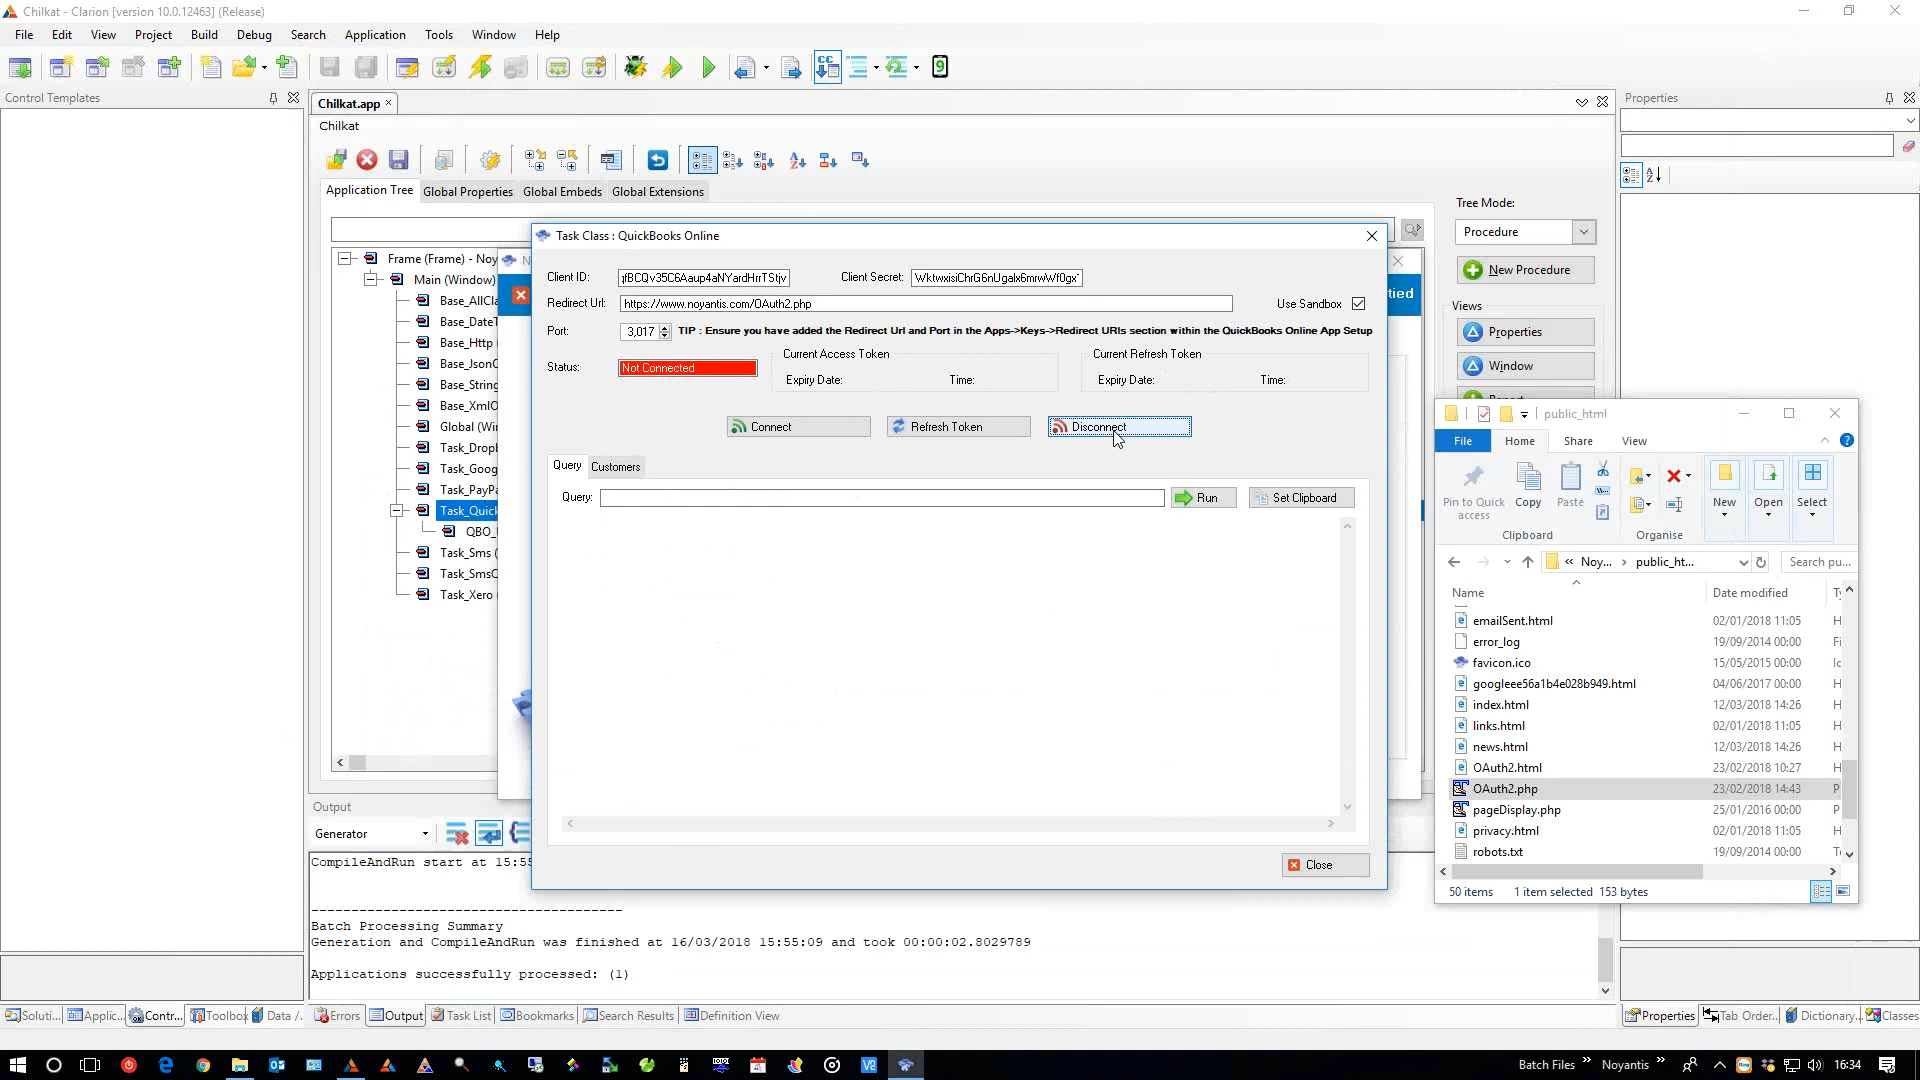 Chilkat - Clarion [version 10.0.12463] (Release)
File Edit View Project Build Debug Search Application Tools Window Help
Control Templates
Chilkat.app
Properties
Chilkat
Application Tree Global Properties Global Embeds Global Extensions
Tree Mode:
Procedure
New Procedure
Views
Properties
Window
Frame (Frame) - Noy
Main (Window)
Base_AllCla
Base_DateT
Base_Http (
Base_JsonC
Base_String
Base_XmlO
Global (Wi
Task_Drop
Task_Goog
Task_PayPa
Task_Quick
QBO_
Task_Sms (
Task_SmsC
Task_Xero (
tied
Task Class : QuickBooks Online
Client ID:
Client Secret:
Redirect Url: https://www.noyantis.com/OAuth2.php
Use Sandbox
Port: 3,017 TIP : Ensure you have added the Redirect Url and Port in the Apps->Keys->Redirect URIs section within the QuickBooks Online App Setup
Status: Not Connected
Current Access Token
Expiry Date: Time:
Current Refresh Token
Expiry Date: Time:
Connect Refresh Token Disconnect
Query Customers
Query: Run Set Clipboard
Close
public_html
File Home Share View
Pin to Quick access
Copy
Paste
New
Open
Select
Clipboard
Organise
« Noy... › public_ht...
Search pu...
Name Date modified Ty
emailSent.html 02/01/2018 11:05 H
error_log 19/09/2014 00:00 Fi
favicon.ico 15/05/2015 00:00 Ic
googleee56a1b4e028b949.html 04/06/2017 00:00 H
index.html 12/03/2018 14:26 H
links.html 02/01/2018 11:05 H
news.html 12/03/2018 14:26 H
OAuth2.html 23/02/2018 10:27 H
OAuth2.php 23/02/2018 14:43 P
pageDisplay.php 25/01/2016 00:00 P
privacy.html 02/01/2018 11:05 H
robots.txt 19/09/2014 00:00 T
50 items 1 item selected 153 bytes
Output
Generator
CompileAndRun start at 15:55
---------------------------------------
Batch Processing Summary
Generation and CompileAndRun was finished at 16/03/2018 15:55:09 and took 00:00:02.8029789
Applications successfully processed: (1)
Soluti... Applic... Contr... Toolbox Data /... Errors Output Task List Bookmarks Search Results Definition View
Properties Tab Order... Dictionary... Classes
Batch Files » Noyantis » 16:34